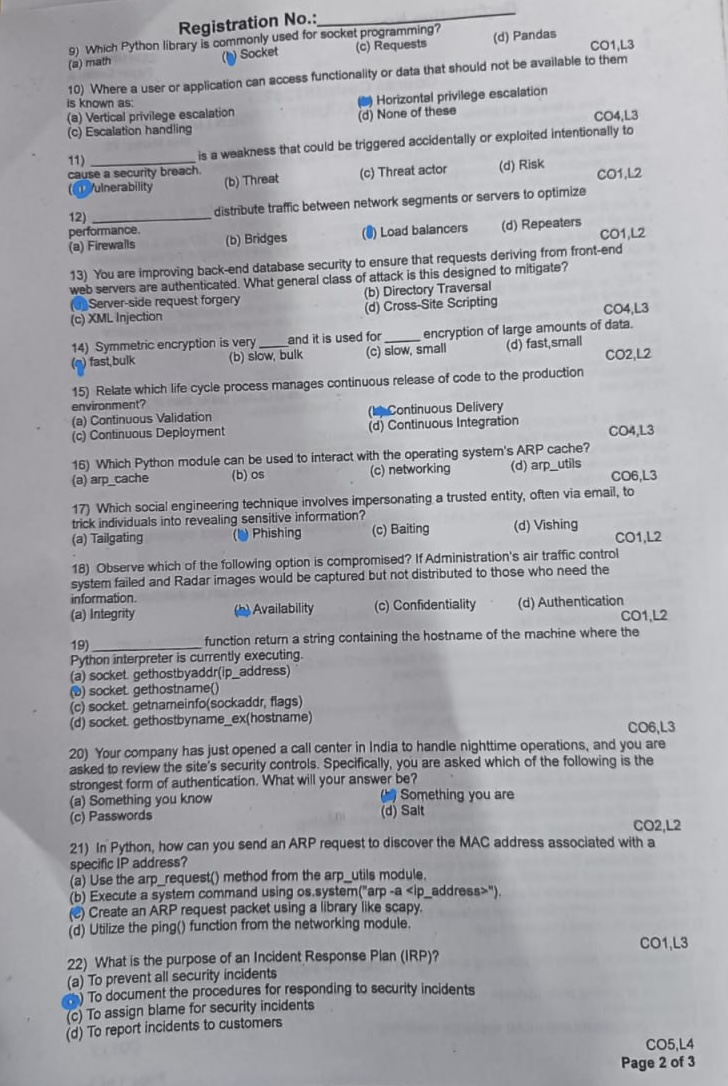 Registration No.:
9) Which Python library is commonly used for socket programming?
(a) math (b) Socket (c) Requests (d) Pandas
CO1,L3
10) Where a user or application can access functionality or data that should not be available to them
is known as:
(a) Vertical privilege escalation (b) Horizontal privilege escalation
(c) Escalation handling (d) None of these
CO4,L3
11) ____________ is a weakness that could be triggered accidentally or exploited intentionally to
cause a security breach.
(a) Vulnerability (b) Threat (c) Threat actor (d) Risk
CO1,L2
12) ____________ distribute traffic between network segments or servers to optimize
performance.
(a) Firewalls (b) Bridges (c) Load balancers (d) Repeaters
CO1,L2
13) You are improving back-end database security to ensure that requests deriving from front-end
web servers are authenticated. What general class of attack is this designed to mitigate?
(a) Server-side request forgery (b) Directory Traversal
(c) XML Injection (d) Cross-Site Scripting
CO4,L3
14) Symmetric encryption is very ____and it is used for _____ encryption of large amounts of data.
(a) fast,bulk (b) slow, bulk (c) slow, small (d) fast,small
CO2,L2
15) Relate which life cycle process manages continuous release of code to the production
environment?
(a) Continuous Validation (b) Continuous Delivery
(c) Continuous Deployment (d) Continuous Integration
CO4,L3
16) Which Python module can be used to interact with the operating system's ARP cache?
(a) arp_cache (b) os (c) networking (d) arp_utils
CO6,L3
17) Which social engineering technique involves impersonating a trusted entity, often via email, to
trick individuals into revealing sensitive information?
(a) Tailgating (b) Phishing (c) Baiting (d) Vishing
CO1,L2
18) Observe which of the following option is compromised? If Administration's air traffic control
system failed and Radar images would be captured but not distributed to those who need the
information.
(a) Integrity (b) Availability (c) Confidentiality (d) Authentication
CO1,L2
19) ____________ function return a string containing the hostname of the machine where the
Python interpreter is currently executing.
(a) socket. gethostbyaddr(ip_address)
(b) socket. gethostname()
(c) socket. getnameinfo(sockaddr, flags)
(d) socket. gethostbyname_ex(hostname)
CO6,L3
20) Your company has just opened a call center in India to handle nighttime operations, and you are
asked to review the site's security controls. Specifically, you are asked which of the following is the
strongest form of authentication. What will your answer be?
(a) Something you know (b) Something you are
(c) Passwords (d) Salt
CO2,L2
21) In Python, how can you send an ARP request to discover the MAC address associated with a
specific IP address?
(a) Use the arp_request() method from the arp_utils module.
(b) Execute a system command using os.system("arp -a <ip_address>").
(c) Create an ARP request packet using a library like scapy.
(d) Utilize the ping() function from the networking module.
CO1,L3
22) What is the purpose of an Incident Response Plan (IRP)?
(a) To prevent all security incidents
(b) To document the procedures for responding to security incidents
(c) To assign blame for security incidents
(d) To report incidents to customers
CO5,L4
Page 2 of 3